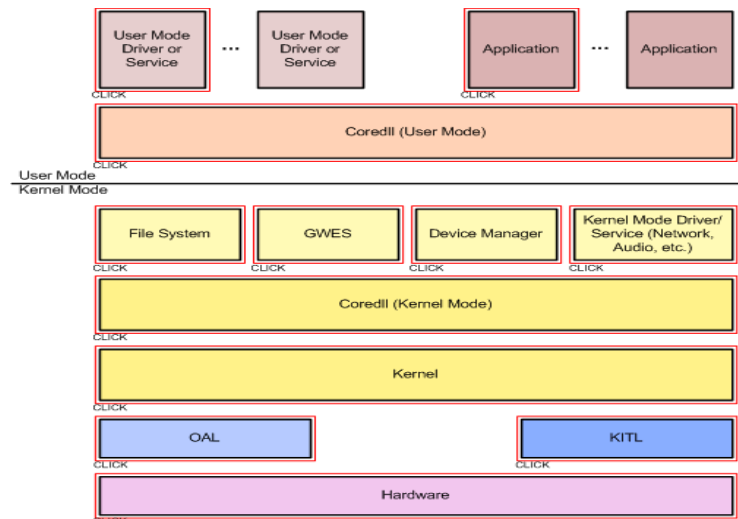 User Mode
Driver or
Service
...
User Mode
Driver or
Service
Application
...
Application
CLICK
CLICK
Coredll (User Mode)
CLICK
User Mode
Kernel Mode
File System
GWES
Device Manager
Kernel Mode Driver/
Service (Network,
Audio, etc.)
CLICK
CLICK
CLICK
CLICK
Coredll (Kernel Mode)
CLICK
Kernel
CLICK
OAL
KITL
CLICK
CLICK
Hardware
CLICK